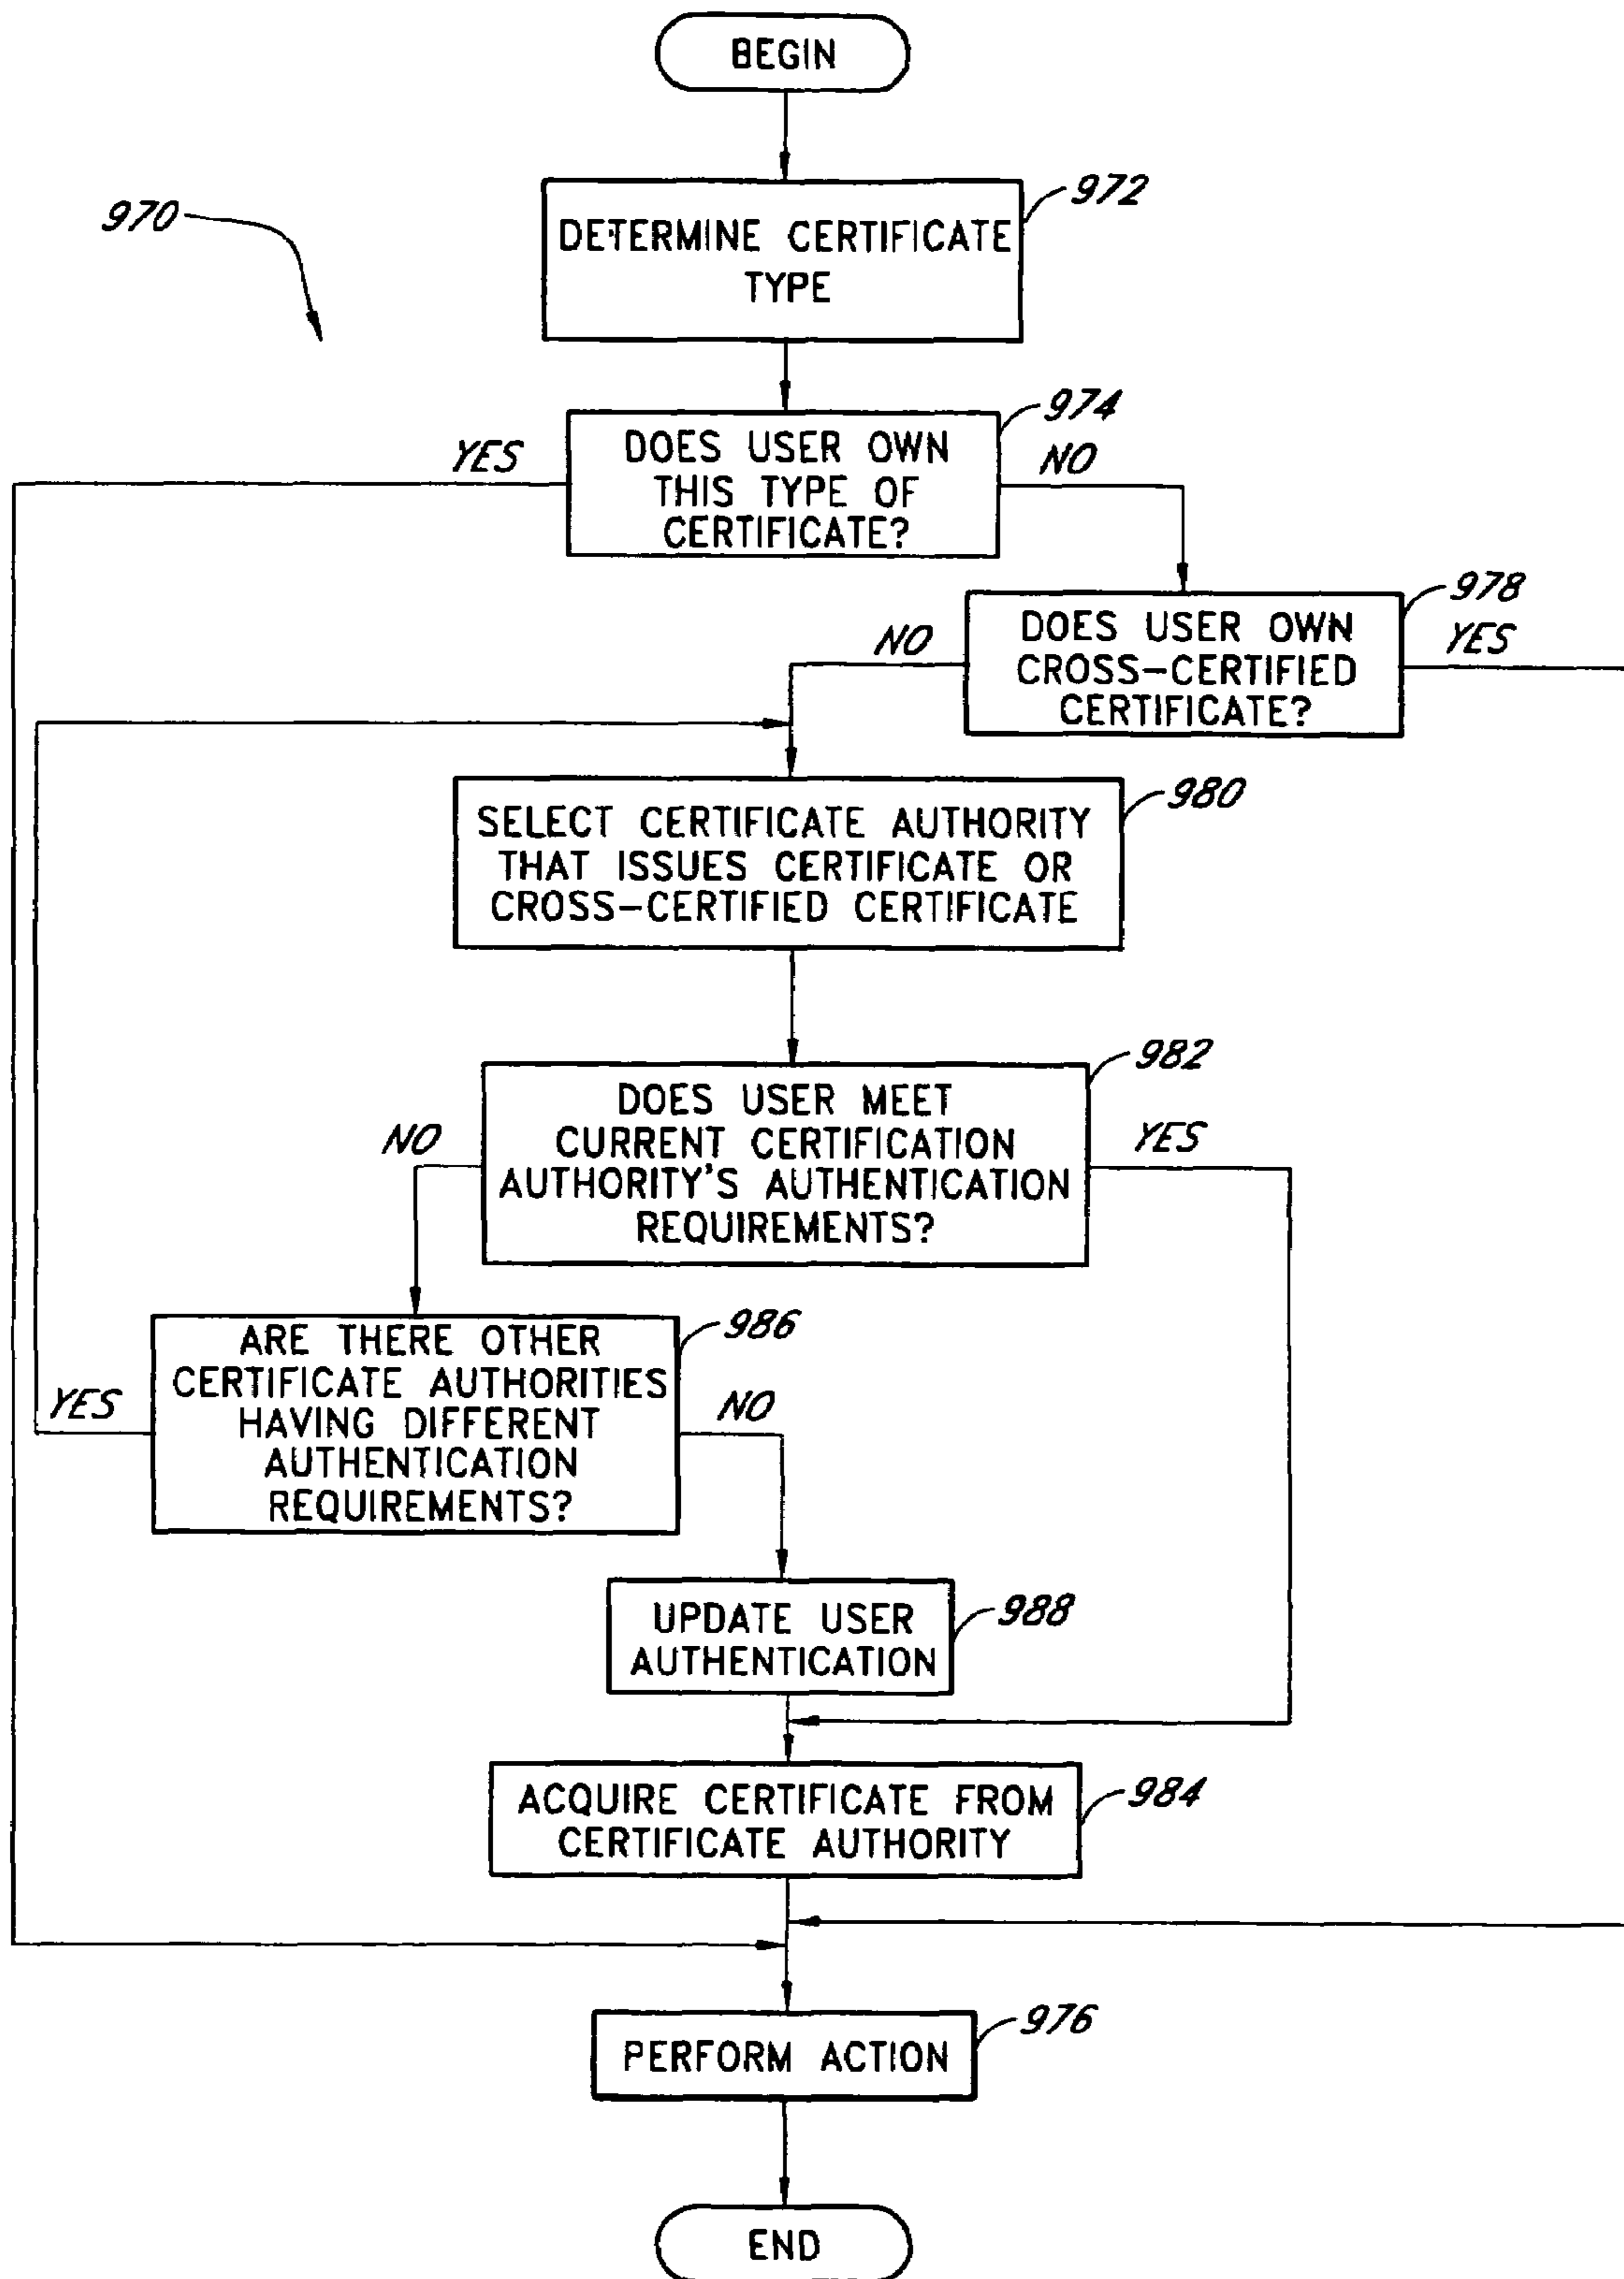 BEGIN
972
970
DETERMINE CERTIFICATE
TYPE
974
YES
DOES USER OWN
THIS TYPE OF
CERTIFICATE?
NO
978
NO
DOES USER OWN
CROSS-CERTIFIED
CERTIFICATE?
YES
980
SELECT CERTIFICATE AUTHORITY
THAT ISSUES CERTIFICATE OR
CROSS-CERTIFIED CERTIFICATE
982
NO
DOES USER MEET
CURRENT CERTIFICATION
AUTHORITY'S AUTHENTICATION
REQUIREMENTS?
YES
986
YES
ARE THERE OTHER
CERTIFICATE AUTHORITIES
HAVING DIFFERENT
AUTHENTICATION
REQUIREMENTS?
NO
988
UPDATE USER
AUTHENTICATION
984
ACQUIRE CERTIFICATE FROM
CERTIFICATE AUTHORITY
976
PERFORM ACTION
END